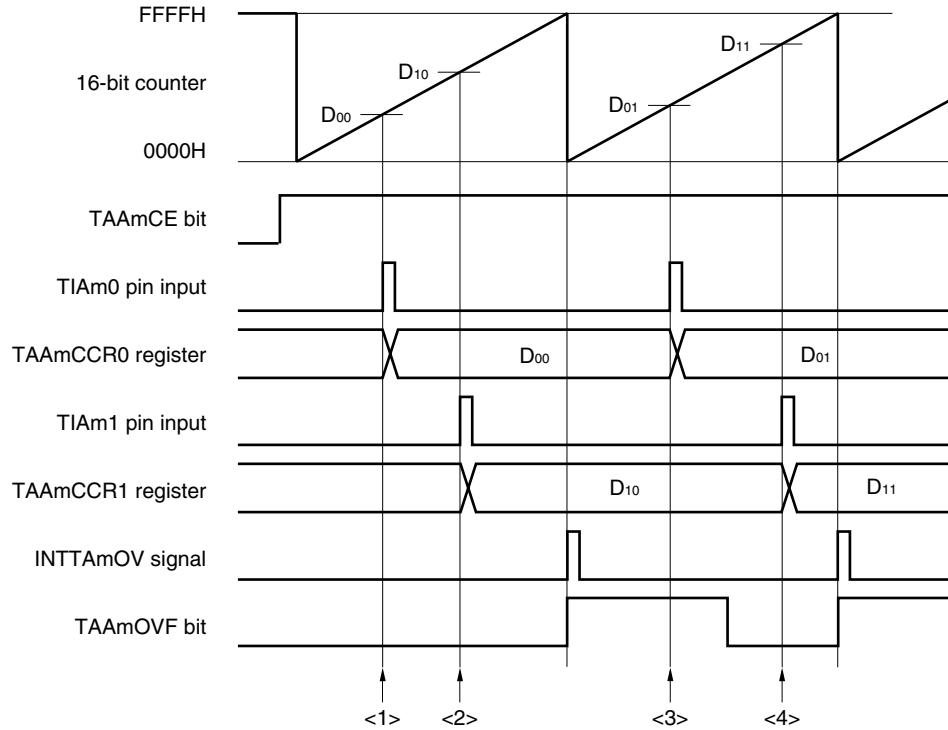 FFFFH
16-bit counter
0000H
D00
D10
D01
D11
TAAmCE bit
TIAm0 pin input
TAAmCCR0 register
D00
D01
TIAm1 pin input
TAAmCCR1 register
D10
D11
INTTAmOV signal
TAAmOVF bit
<1> <2> <3> <4>